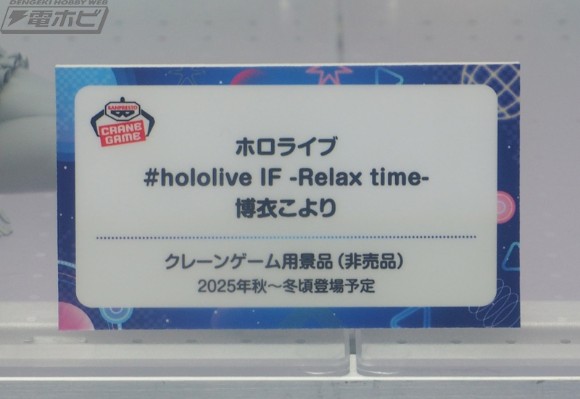 DENGEKI HOBBY WEB
電ホビ
BANPRESTO
CRANE
GAME
ホロライブ
#hololive IF -Relax time-
博衣こより
クレーンゲーム用景品(非売品)
2025年秋～冬頃登場予定